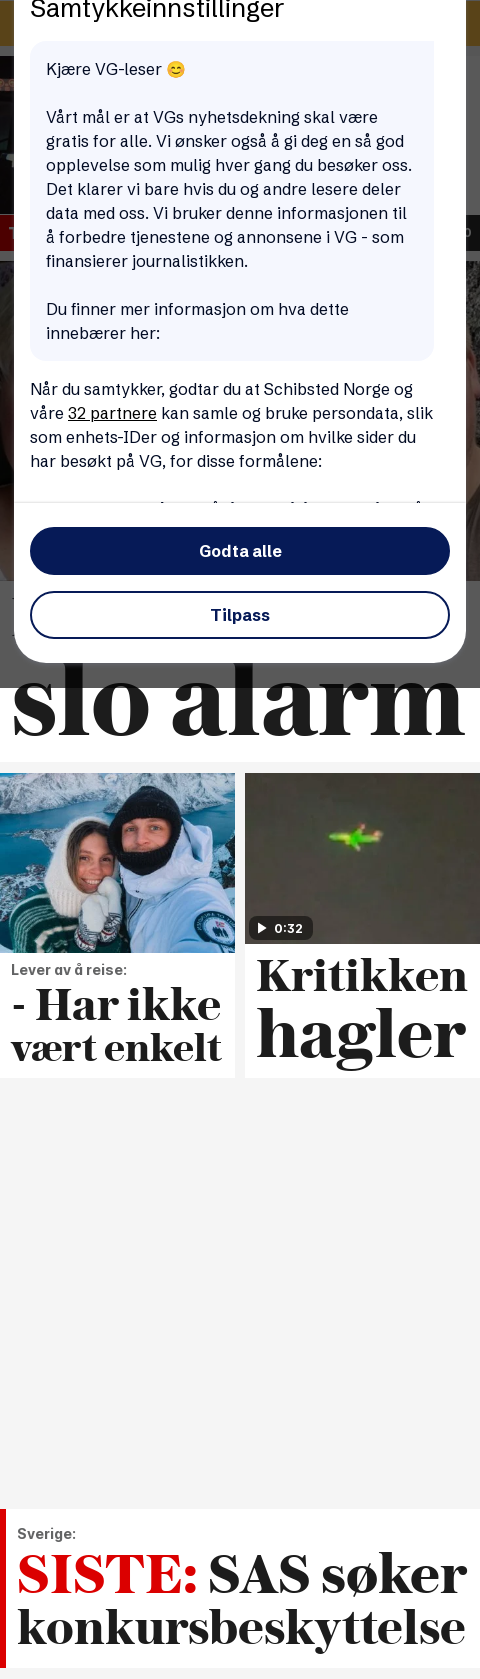 Samtykkeinnstillinger
Kjære VG-leser 😊
Vårt mål er at VGs nyhetsdekning skal være
gratis for alle. Vi ønsker også å gi deg en så god
opplevelse som mulig hver gang du besøker oss.
Det klarer vi bare hvis du og andre lesere deler
data med oss. Vi bruker denne informasjonen til
å forbedre tjenestene og annonsene i VG - som
finansierer journalistikken.
Du finner mer informasjon om hva dette
innebærer her:
Når du samtykker, godtar du at Schibsted Norge og
våre 32 partnere kan samle og bruke persondata, slik
som enhets-IDer og informasjon om hvilke sider du
har besøkt på VG, for disse formålene:
Godta alle
Tilpass
slo alarm
0:32
Lever av å reise:
- Har ikke
vært enkelt
Kritikken
hagler
Sverige:
SISTE: SAS søker
konkursbeskyttelse